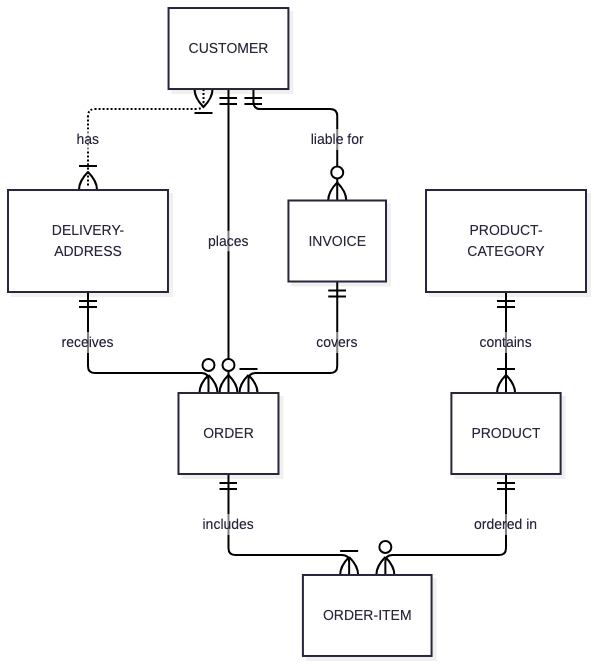 CUSTOMER
has
liable for
DELIVERY-
ADDRESS
places
INVOICE
PRODUCT-
CATEGORY
receives
covers
contains
ORDER
PRODUCT
includes
ordered in
ORDER-ITEM